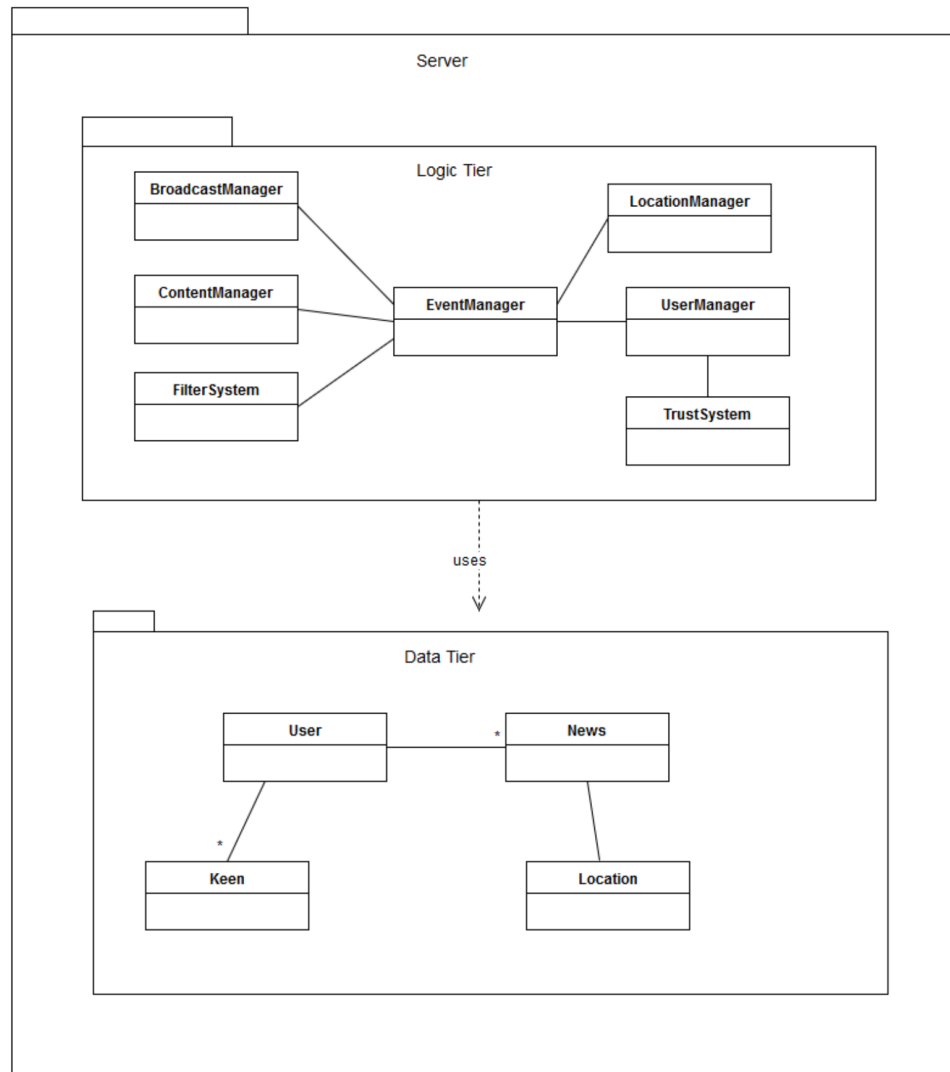 Server
Logic Tier
BroadcastManager
LocationManager
ContentManager
EventManager
UserManager
FilterSystem
TrustSystem
uses
Data Tier
User
*
News
*
Keen
Location